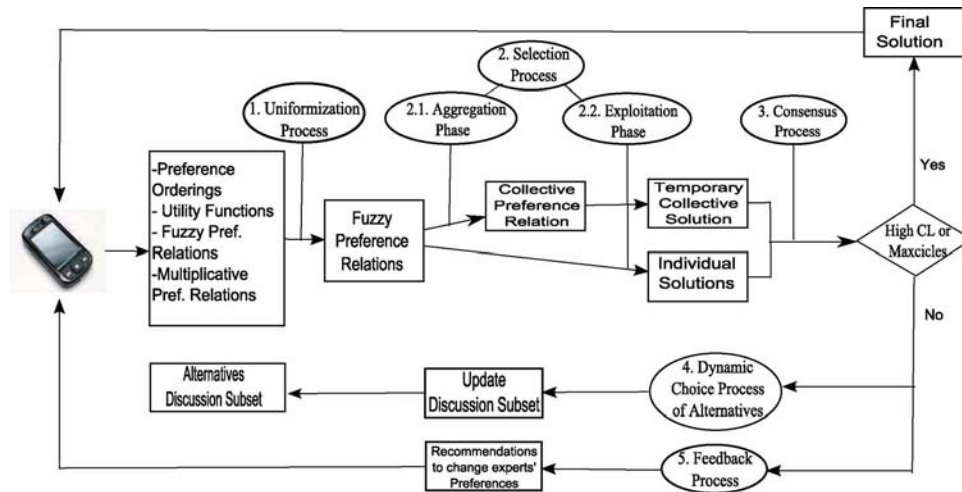 Final
Solution
2. Selection
Process
1. Uniformization
Process
2.1. Aggregation
Phase
2.2. Exploitation
Phase
3. Consensus
Process
Yes
-Preference
Orderings
- Utility Functions
- Fuzzy Pref.
Relations
-Multiplicative
Pref. Relations
Fuzzy
Preference
Relations
Collective
Preference
Relation
Temporary
Collective
Solution
Individual
Solutions
High CL or
Maxcicles
No
Alternatives
Discussion Subset
Update
Discussion Subset
4. Dynamic
Choice Process
of Alternatives
Recommendations
to change experts'
Preferences
5. Feedback
Process